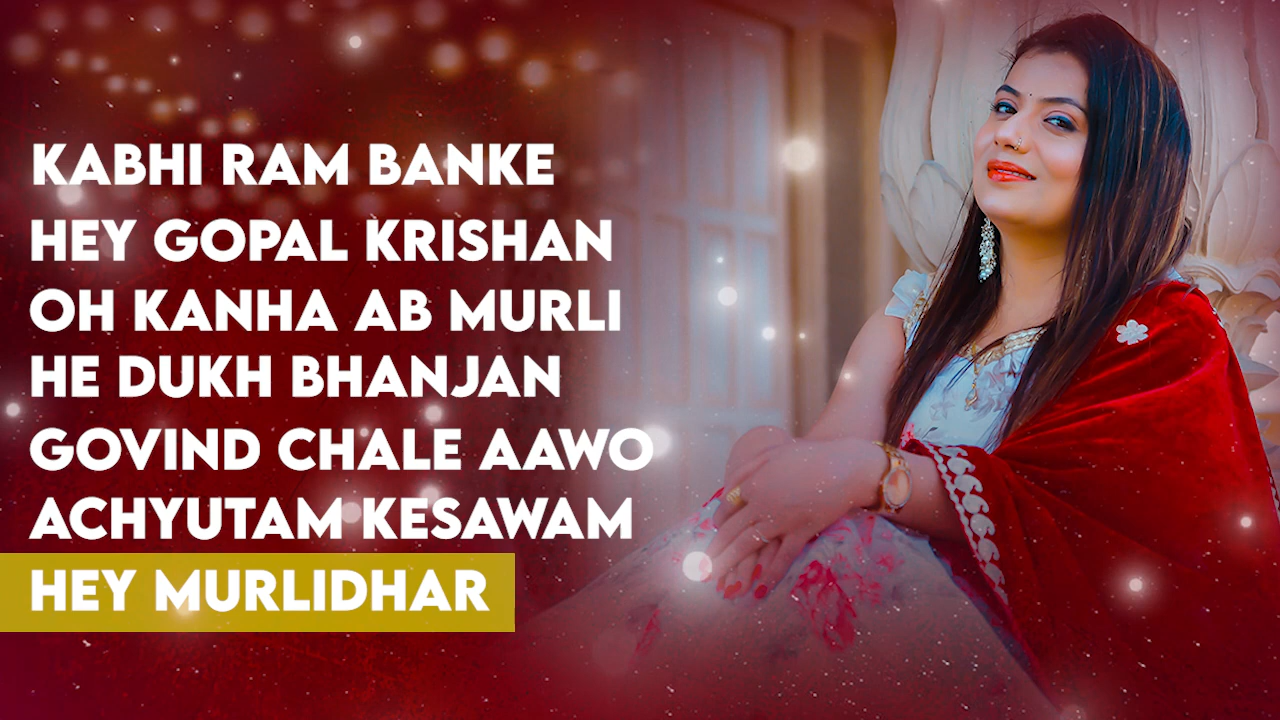 KABHI RAM BANKE
HEY GOPAL KRISHAN
OH KANHA AB MURLI
HE DUKH BHANJAN
GOVIND CHALE AAWO
ACHYUTAM KESAWAM
HEY MURLIDHAR